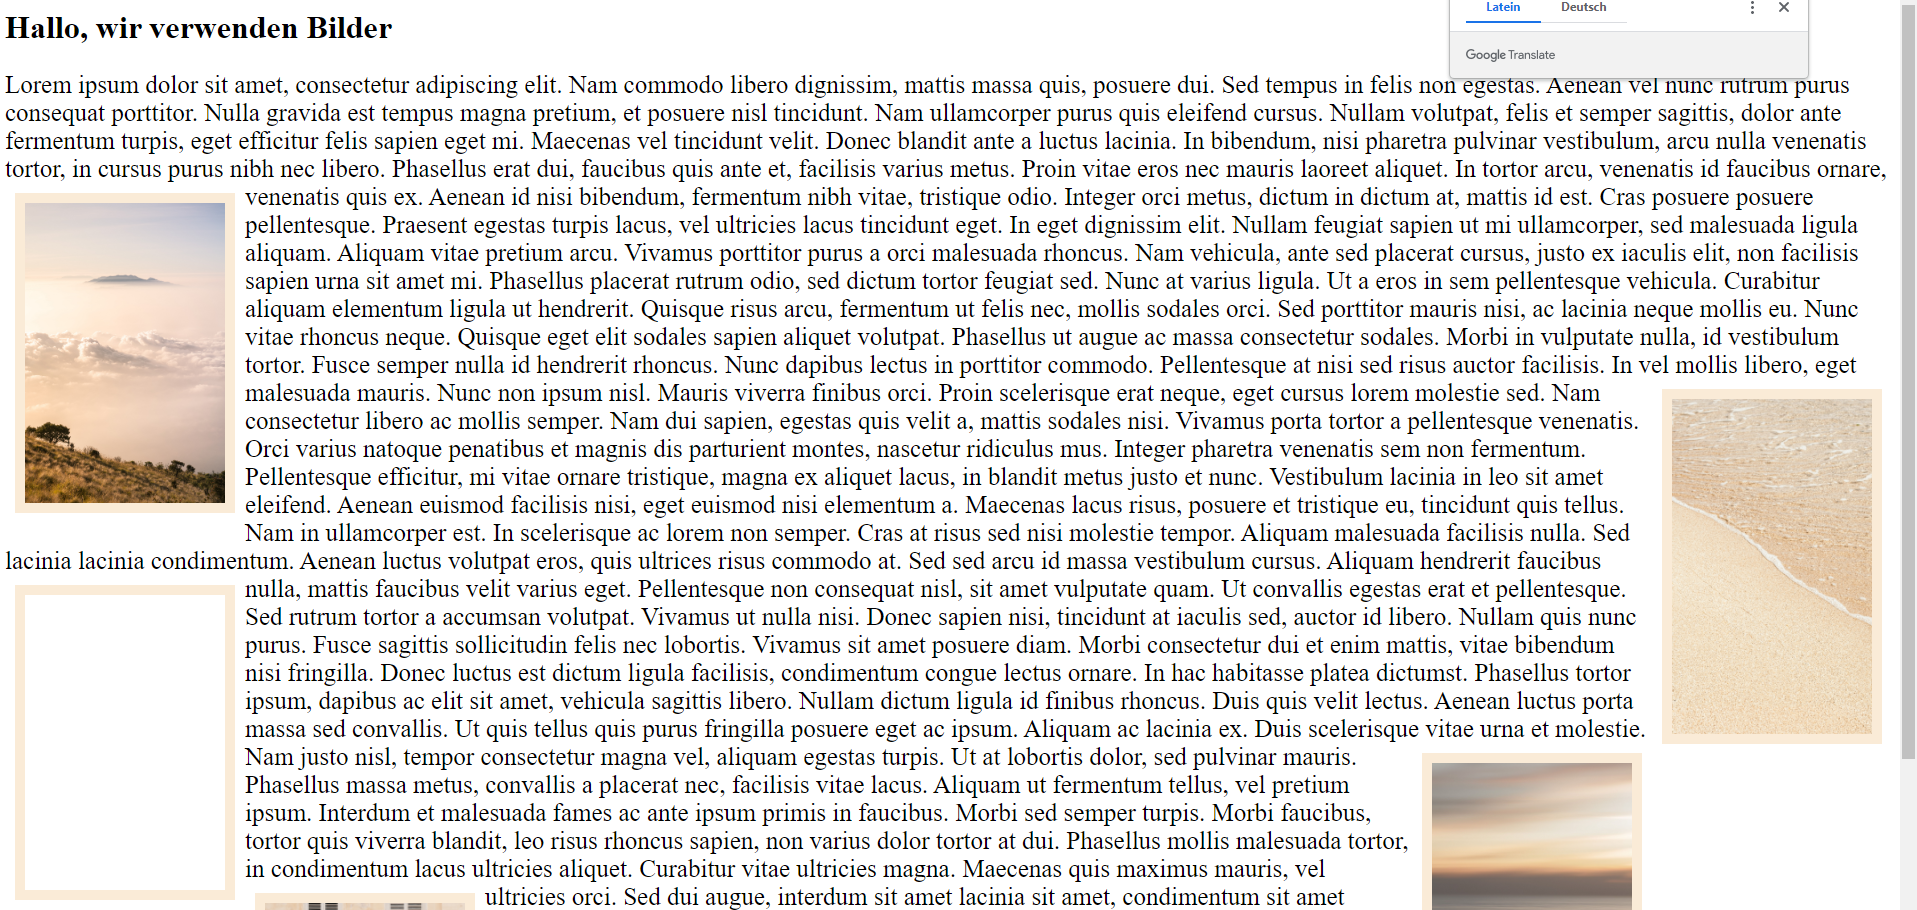 Latein Deutsch
Google Translate
Hallo, wir verwenden Bilder
Lorem ipsum dolor sit amet, consectetur adipiscing elit. Nam commodo libero dignissim, mattis massa quis, posuere dui. Sed tempus in felis non egestas. Aenean vel nunc rutrum purus
consequat porttitor. Nulla gravida est tempus magna pretium, et posuere nisl tincidunt. Nam ullamcorper purus quis eleifend cursus. Nullam volutpat, felis et semper sagittis, dolor ante
fermentum turpis, eget efficitur felis sapien eget mi. Maecenas vel tincidunt velit. Donec blandit ante a luctus lacinia. In bibendum, nisi pharetra pulvinar vestibulum, arcu nulla venenatis
tortor, in cursus purus nibh nec libero. Phasellus erat dui, faucibus quis ante et, facilisis varius metus. Proin vitae eros nec mauris laoreet aliquet. In tortor arcu, venenatis id faucibus ornare,
venenatis quis ex. Aenean id nisi bibendum, fermentum nibh vitae, tristique odio. Integer orci metus, dictum in dictum at, mattis id est. Cras posuere posuere
pellentesque. Praesent egestas turpis lacus, vel ultricies lacus tincidunt eget. In eget dignissim elit. Nullam feugiat sapien ut mi ullamcorper, sed malesuada ligula
aliquam. Aliquam vitae pretium arcu. Vivamus porttitor purus a orci malesuada rhoncus. Nam vehicula, ante sed placerat cursus, justo ex iaculis elit, non facilisis
sapien urna sit amet mi. Phasellus placerat rutrum odio, sed dictum tortor feugiat sed. Nunc at varius ligula. Ut a eros in sem pellentesque vehicula. Curabitur
aliquam elementum ligula ut hendrerit. Quisque risus arcu, fermentum ut felis nec, mollis sodales orci. Sed porttitor mauris nisi, ac lacinia neque mollis eu. Nunc
vitae rhoncus neque. Quisque eget elit sodales sapien aliquet volutpat. Phasellus ut augue ac massa consectetur sodales. Morbi in vulputate nulla, id vestibulum
tortor. Fusce semper nulla id hendrerit rhoncus. Nunc dapibus lectus in porttitor commodo. Pellentesque at nisi sed risus auctor facilisis. In vel mollis libero, eget
malesuada mauris. Nunc non ipsum nisl. Mauris viverra finibus orci. Proin scelerisque erat neque, eget cursus lorem molestie sed. Nam
consectetur libero ac mollis semper. Nam dui sapien, egestas quis velit a, mattis sodales nisi. Vivamus porta tortor a pellentesque venenatis.
Orci varius natoque penatibus et magnis dis parturient montes, nascetur ridiculus mus. Integer pharetra venenatis sem non fermentum.
Pellentesque efficitur, mi vitae ornare tristique, magna ex aliquet lacus, in blandit metus justo et nunc. Vestibulum lacinia in leo sit amet
eleifend. Aenean euismod facilisis nisi, eget euismod nisi elementum a. Maecenas lacus risus, posuere et tristique eu, tincidunt quis tellus.
Nam in ullamcorper est. In scelerisque ac lorem non semper. Cras at risus sed nisi molestie tempor. Aliquam malesuada facilisis nulla. Sed
lacinia lacinia condimentum. Aenean luctus volutpat eros, quis ultrices risus commodo at. Sed sed arcu id massa vestibulum cursus. Aliquam hendrerit faucibus
nulla, mattis faucibus velit varius eget. Pellentesque non consequat nisl, sit amet vulputate quam. Ut convallis egestas erat et pellentesque.
Sed rutrum tortor a accumsan volutpat. Vivamus ut nulla nisi. Donec sapien nisi, tincidunt at iaculis sed, auctor id libero. Nullam quis nunc
purus. Fusce sagittis sollicitudin felis nec lobortis. Vivamus sit amet posuere diam. Morbi consectetur dui et enim mattis, vitae bibendum
nisi fringilla. Donec luctus est dictum ligula facilisis, condimentum congue lectus ornare. In hac habitasse platea dictumst. Phasellus tortor
ipsum, dapibus ac elit sit amet, vehicula sagittis libero. Nullam dictum ligula id finibus rhoncus. Duis quis velit lectus. Aenean luctus porta
massa sed convallis. Ut quis tellus quis purus fringilla posuere eget ac ipsum. Aliquam ac lacinia ex. Duis scelerisque vitae urna et molestie.
Nam justo nisl, tempor consectetur magna vel, aliquam egestas turpis. Ut at lobortis dolor, sed pulvinar mauris.
Phasellus massa metus, convallis a placerat nec, facilisis vitae lacus. Aliquam ut fermentum tellus, vel pretium
ipsum. Interdum et malesuada fames ac ante ipsum primis in faucibus. Morbi sed semper turpis. Morbi faucibus,
tortor quis viverra blandit, leo risus rhoncus sapien, non varius dolor tortor at dui. Phasellus mollis malesuada tortor,
in condimentum lacus ultricies aliquet. Curabitur vitae ultricies magna. Maecenas quis maximus mauris, vel
ultricies orci. Sed dui augue, interdum sit amet lacinia sit amet, condimentum sit amet